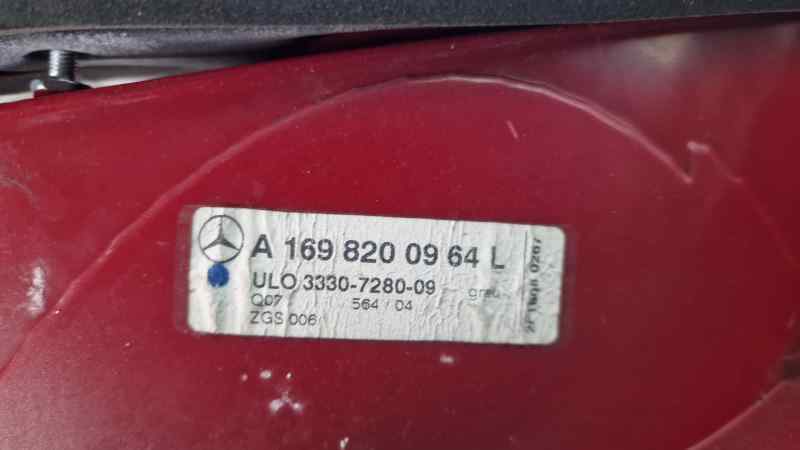 A 169 820 09 64 L
ULO 3330-7280-09 grau
Q07 564 / 04
ZGS 006